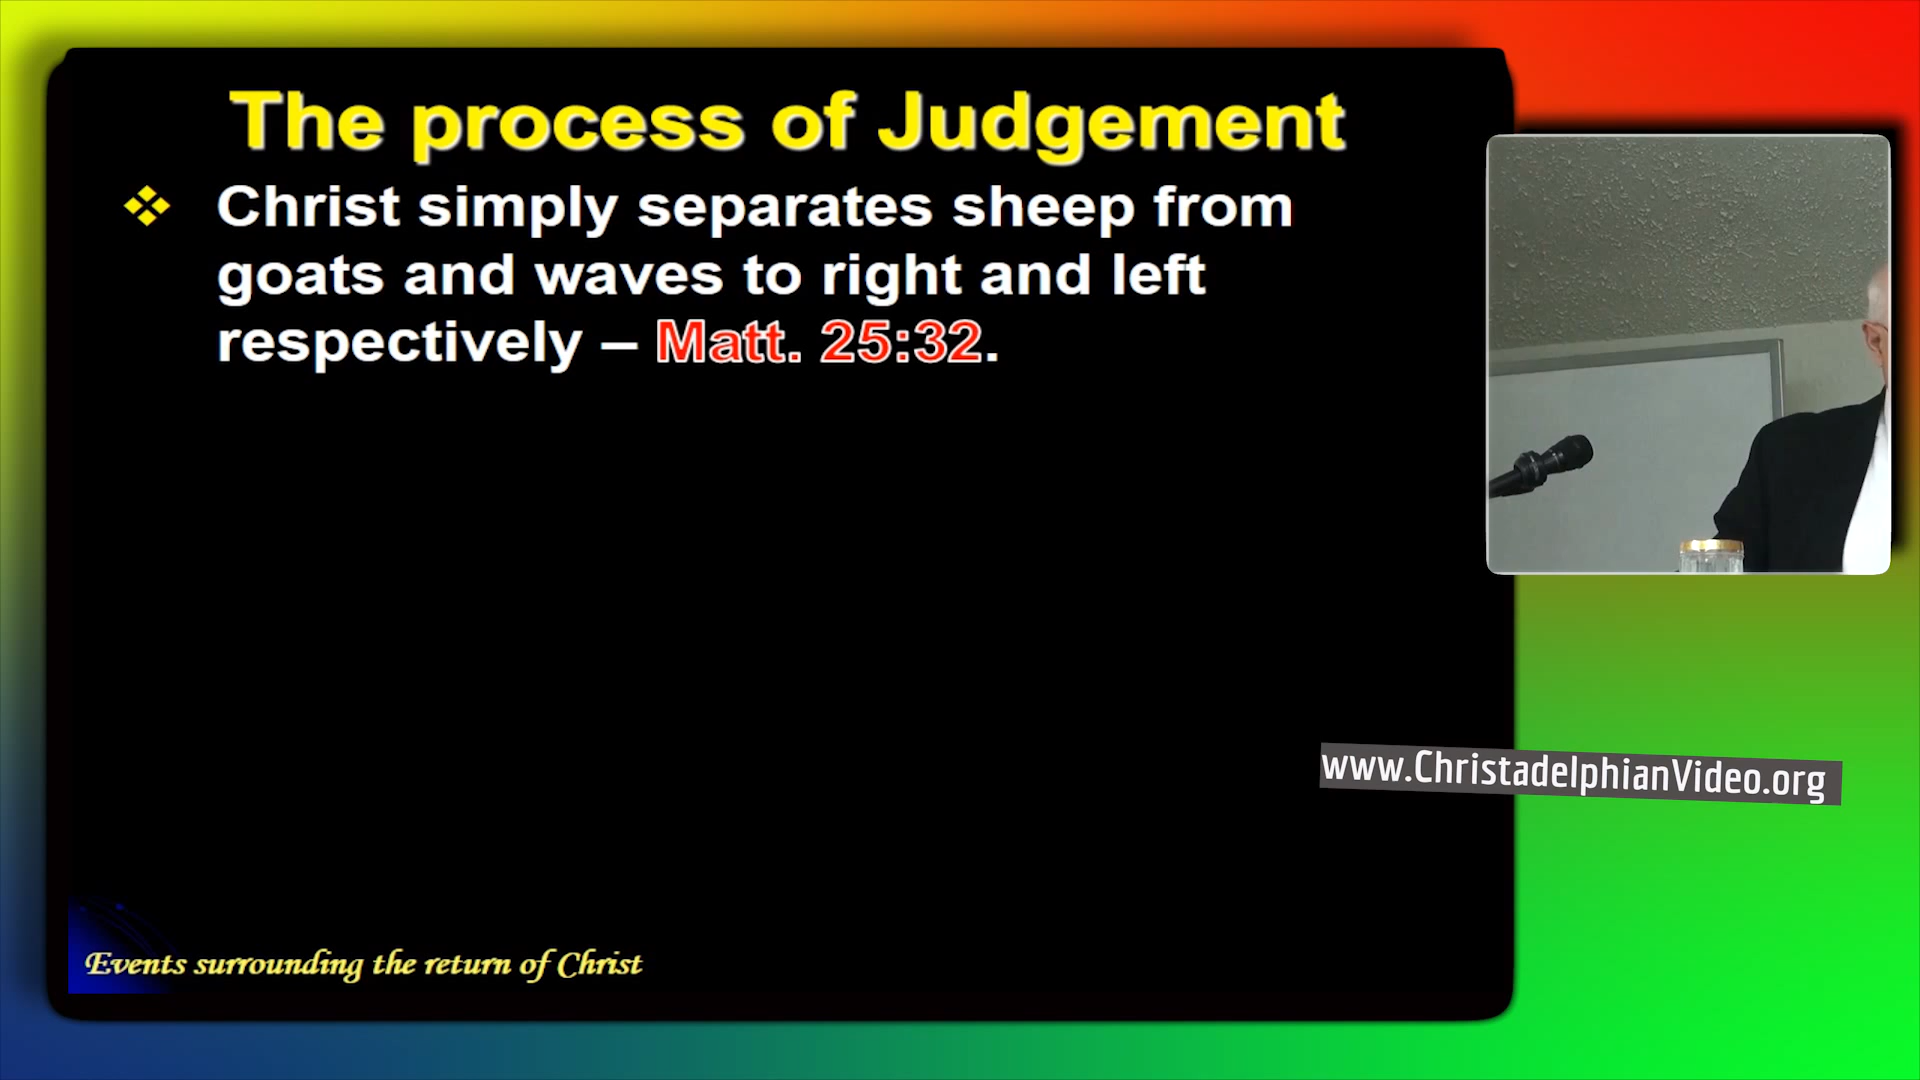 The process of Judgement
Christ simply separates sheep from
goats and waves to right and left
respectively – Matt. 25:32.
www.ChristadelphianVideo.org
Events surrounding the return of Christ